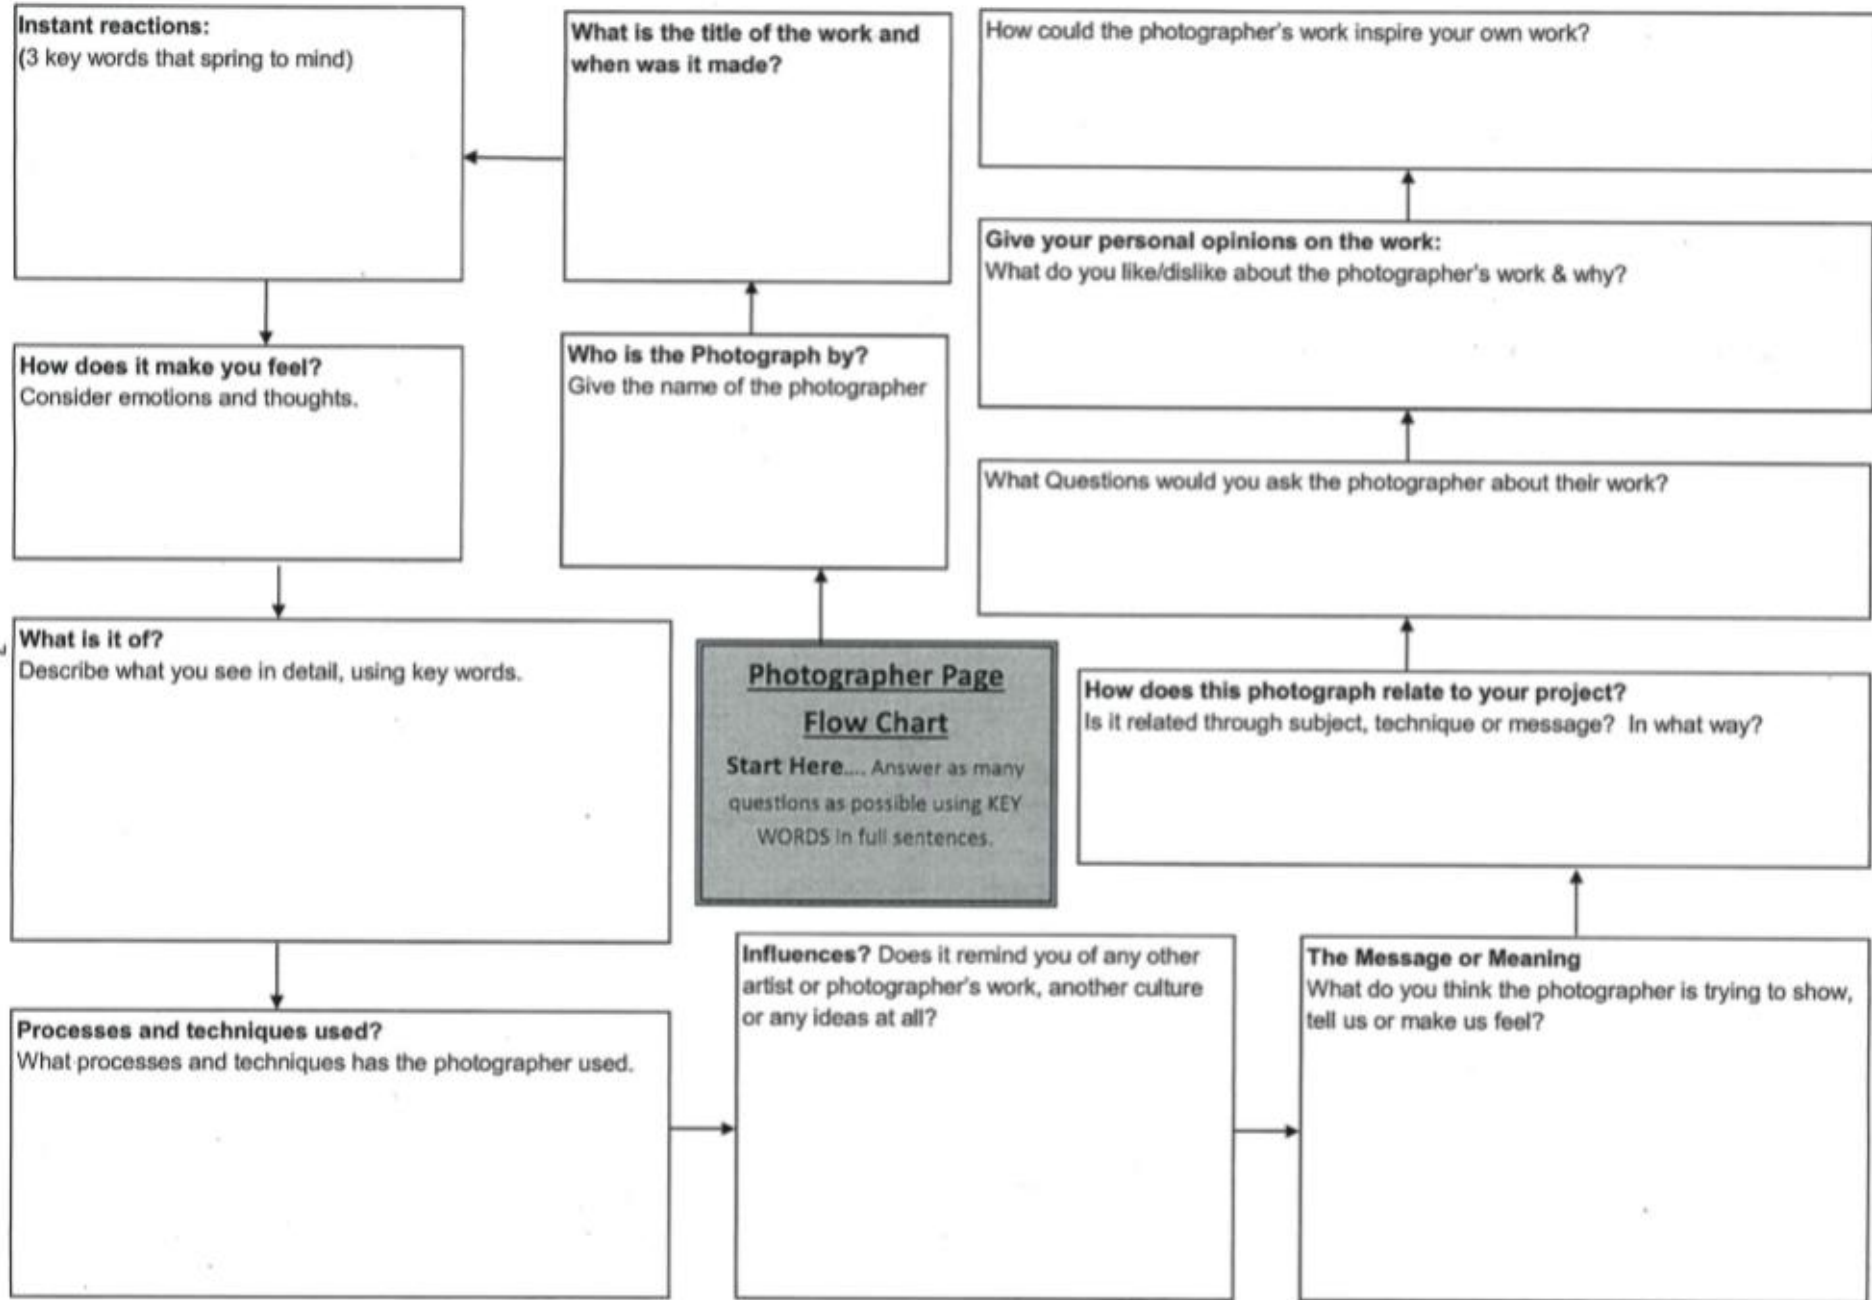 Instant reactions:
(3 key words that spring to mind)
What is the title of the work and
when was it made?
How could the photographer's work inspire your own work?
Give your personal opinions on the work:
What do you like/dislike about the photographer's work & why?
How does it make you feel?
Consider emotions and thoughts.
Who is the Photograph by?
Give the name of the photographer
What Questions would you ask the photographer about their work?
What is it of?
Describe what you see in detail, using key words.
Photographer Page
Flow Chart
Start Here.... Answer as many
questions as possible using KEY
WORDS in full sentences.
How does this photograph relate to your project?
Is it related through subject, technique or message? In what way?
Processes and techniques used?
What processes and techniques has the photographer used.
Influences? Does it remind you of any other
artist or photographer's work, another culture
or any ideas at all?
The Message or Meaning
What do you think the photographer is trying to show,
tell us or make us feel?